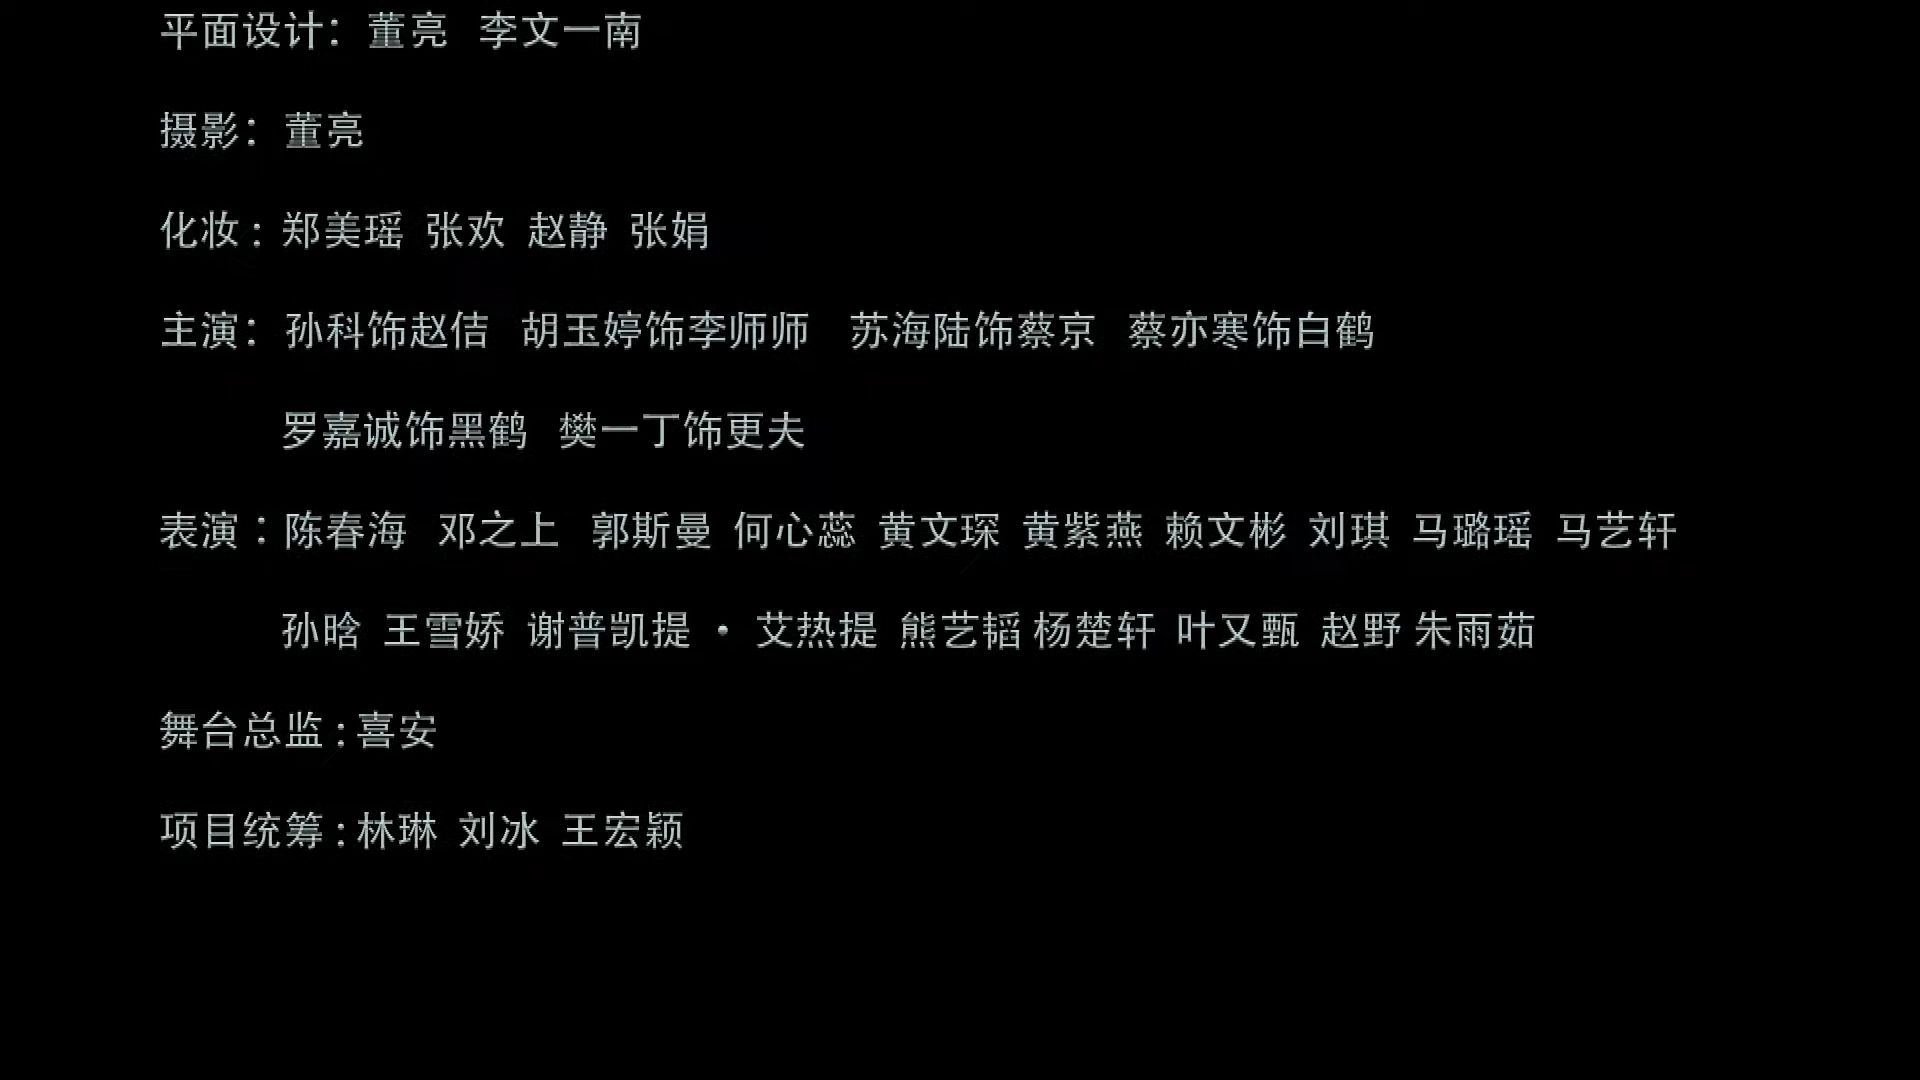 平面设计：董亮 李文一南
摄影：董亮
化妆：郑美瑶 张欢 赵静 张娟
主演：孙科饰赵佶 胡玉婷饰李师师 苏海陆饰蔡京 蔡亦寒饰白鹤
罗嘉诚饰黑鹤 樊一丁饰更夫
表演：陈春海 邓之上 郭斯曼 何心蕊 黄文琛 黄紫燕 赖文彬 刘琪 马璐瑶 马艺轩
孙晗 王雪娇 谢普凯提·艾热提 熊艺韬 杨楚轩 叶又甄 赵野 朱雨茹
舞台总监：喜安
项目统筹：林琳 刘冰 王宏颖